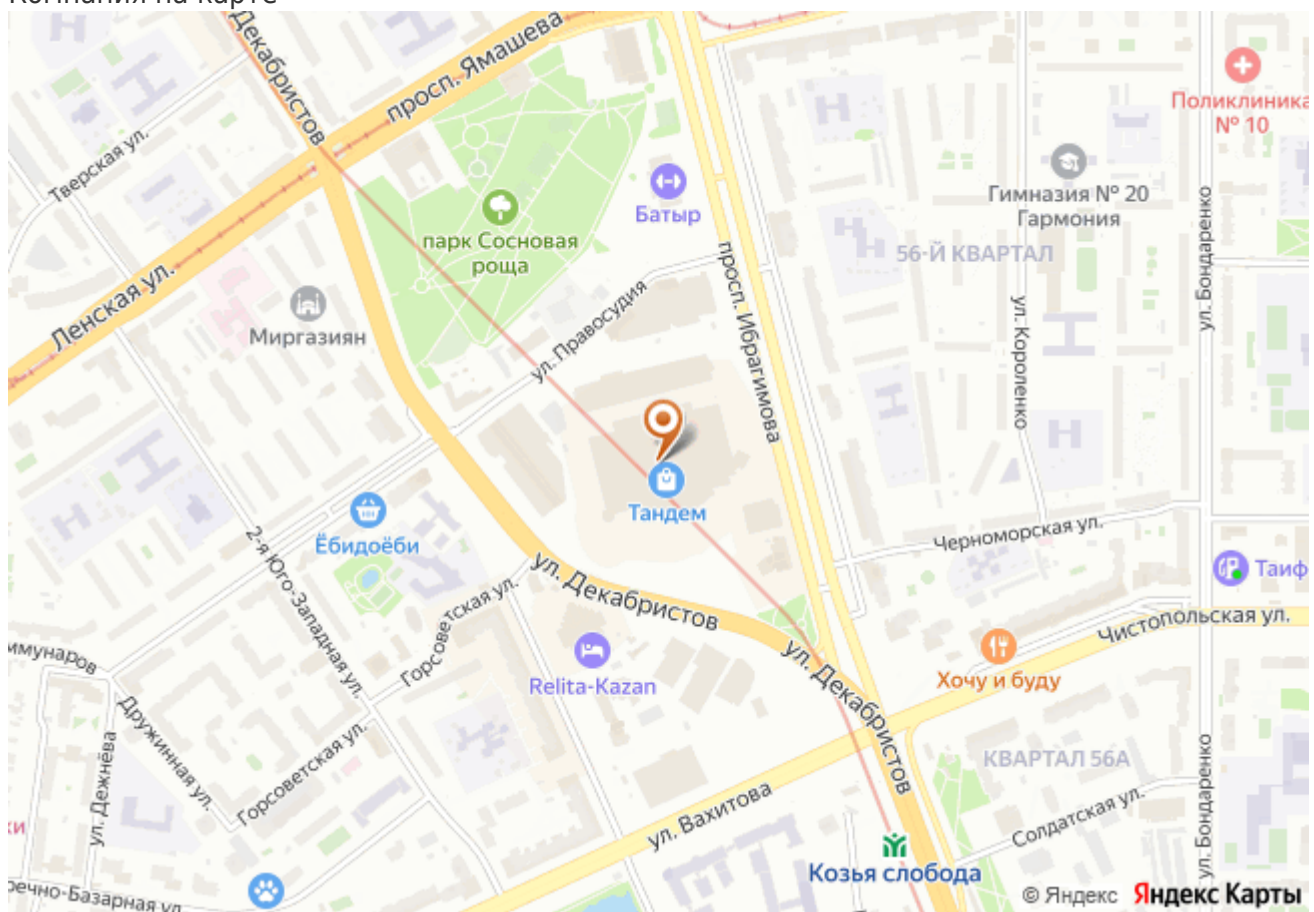 Декабристов
просп. Ямашева
Поликлиника
№ 10
Тверская ул.
Гимназия № 20
Гармония
Батыр
парк Сосновая
роща
56-Й КВАРТАЛ
ул. Бондаренко
просп. Ибрагимова
Ленская ул.
Миргазиян
ул. Правосудия
ул. Короленко
Тандем
Ёбидоёби
Черноморская ул.
2-я Юго-Западная ул.
ул. Декабристов
Таиф
Горсоветская ул.
Чистопольская ул.
Relita-Kazan
Хочу и буду
ул. Декабристов
Дружинная ул.
ул. Дежнёва
Горсоветская ул.
КВАРТАЛ 56А
ул. Бондаренко
ул. Вахитова
Солдатская ул.
Козья слобода
© Яндекс Яндекс Карты